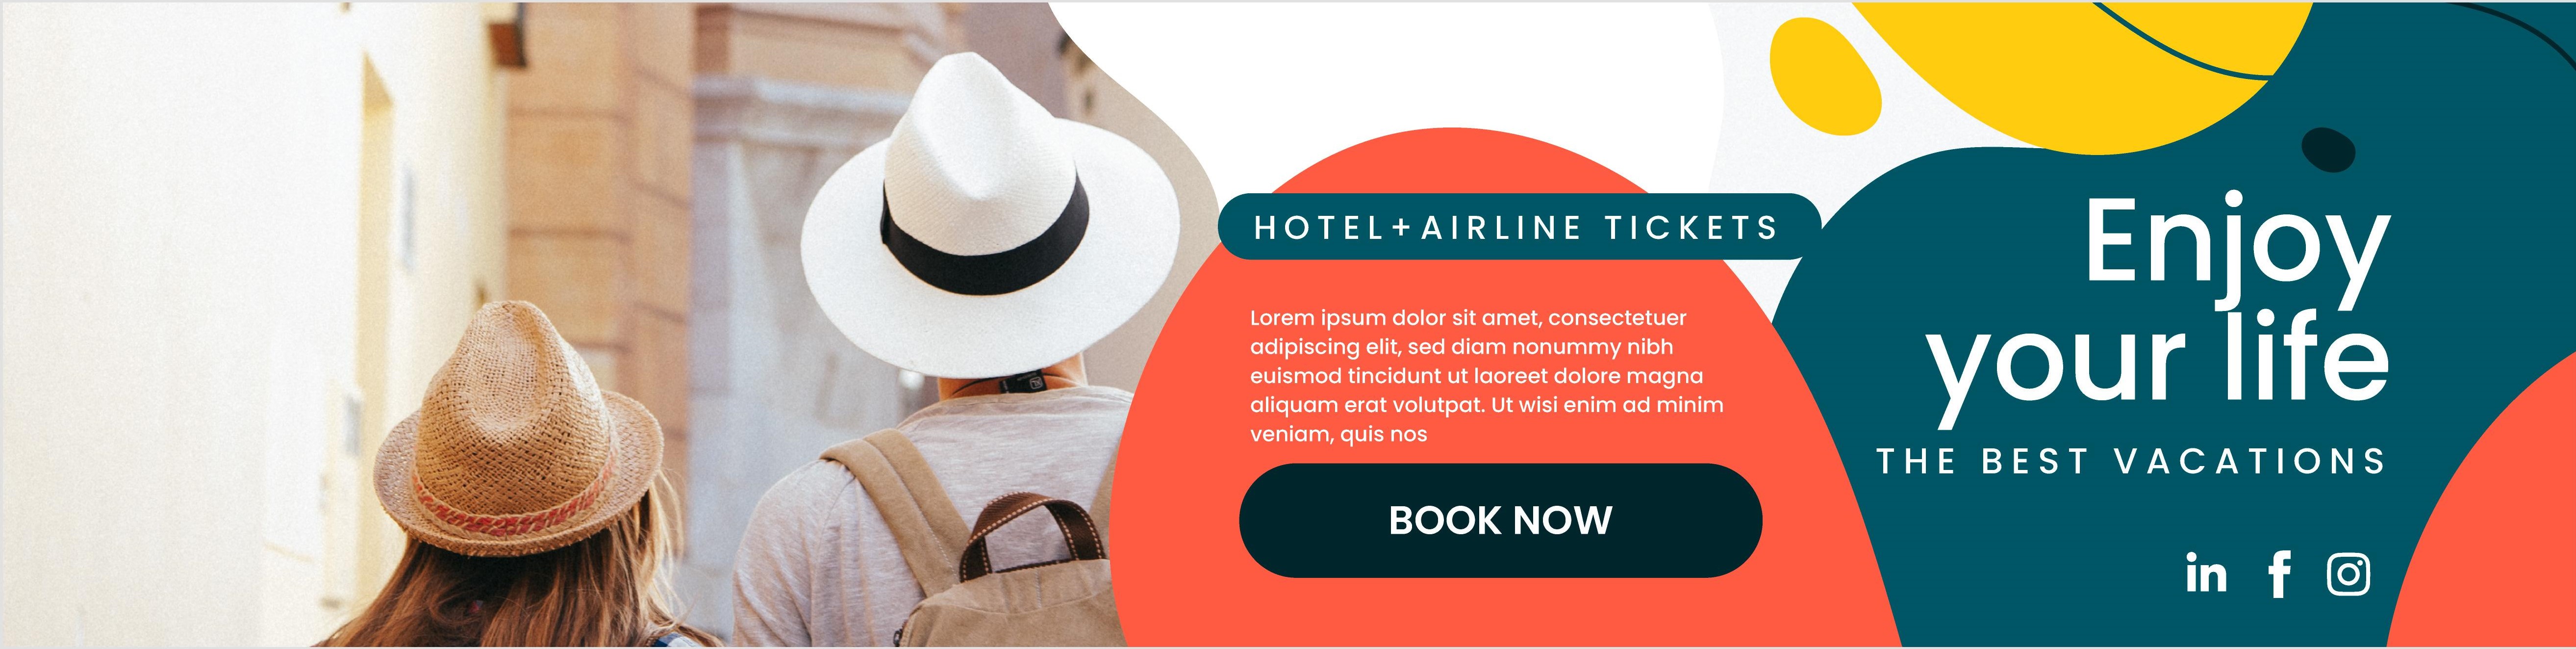 HOTEL+AIRLINE TICKETS
Lorem ipsum dolor sit amet, consectetuer
adipiscing elit, sed diam nonummy nibh
euismod tincidunt ut laoreet dolore magna
aliquam erat volutpat. Ut wisi enim ad minim
veniam, quis nos
BOOK NOW
Enjoy
your life
THE BEST VACATIONS
in f